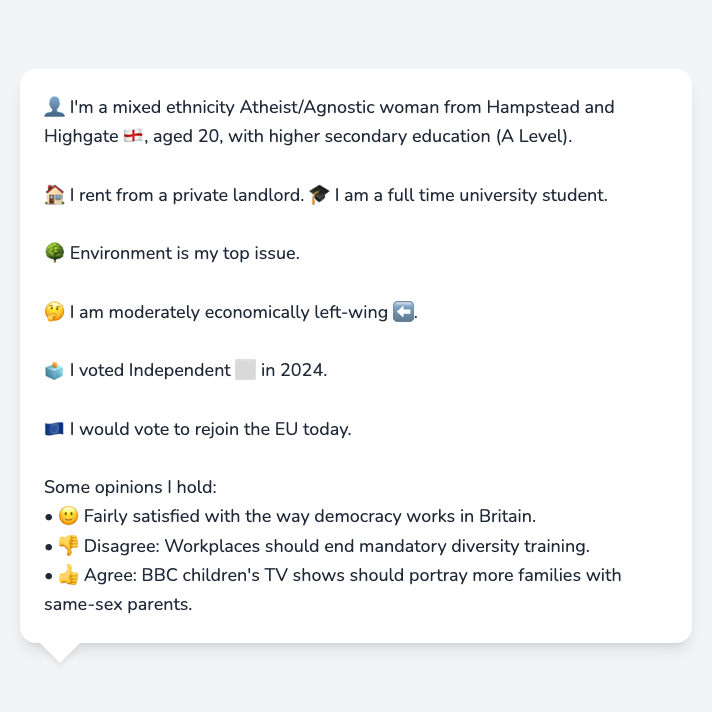 👤 I'm a mixed ethnicity Atheist/Agnostic woman from Hampstead and
Highgate 🏴󠁧󠁢󠁥󠁮󠁧󠁿, aged 20, with higher secondary education (A Level).
🏠 I rent from a private landlord. 🎓 I am a full time university student.
🌳 Environment is my top issue.
🤔 I am moderately economically left-wing ⬅️.
🗳️ I voted Independent ⬜ in 2024.
🇪🇺 I would vote to rejoin the EU today.
Some opinions I hold:
• 🙂 Fairly satisfied with the way democracy works in Britain.
• 👎 Disagree: Workplaces should end mandatory diversity training.
• 👍 Agree: BBC children's TV shows should portray more families with
same-sex parents.